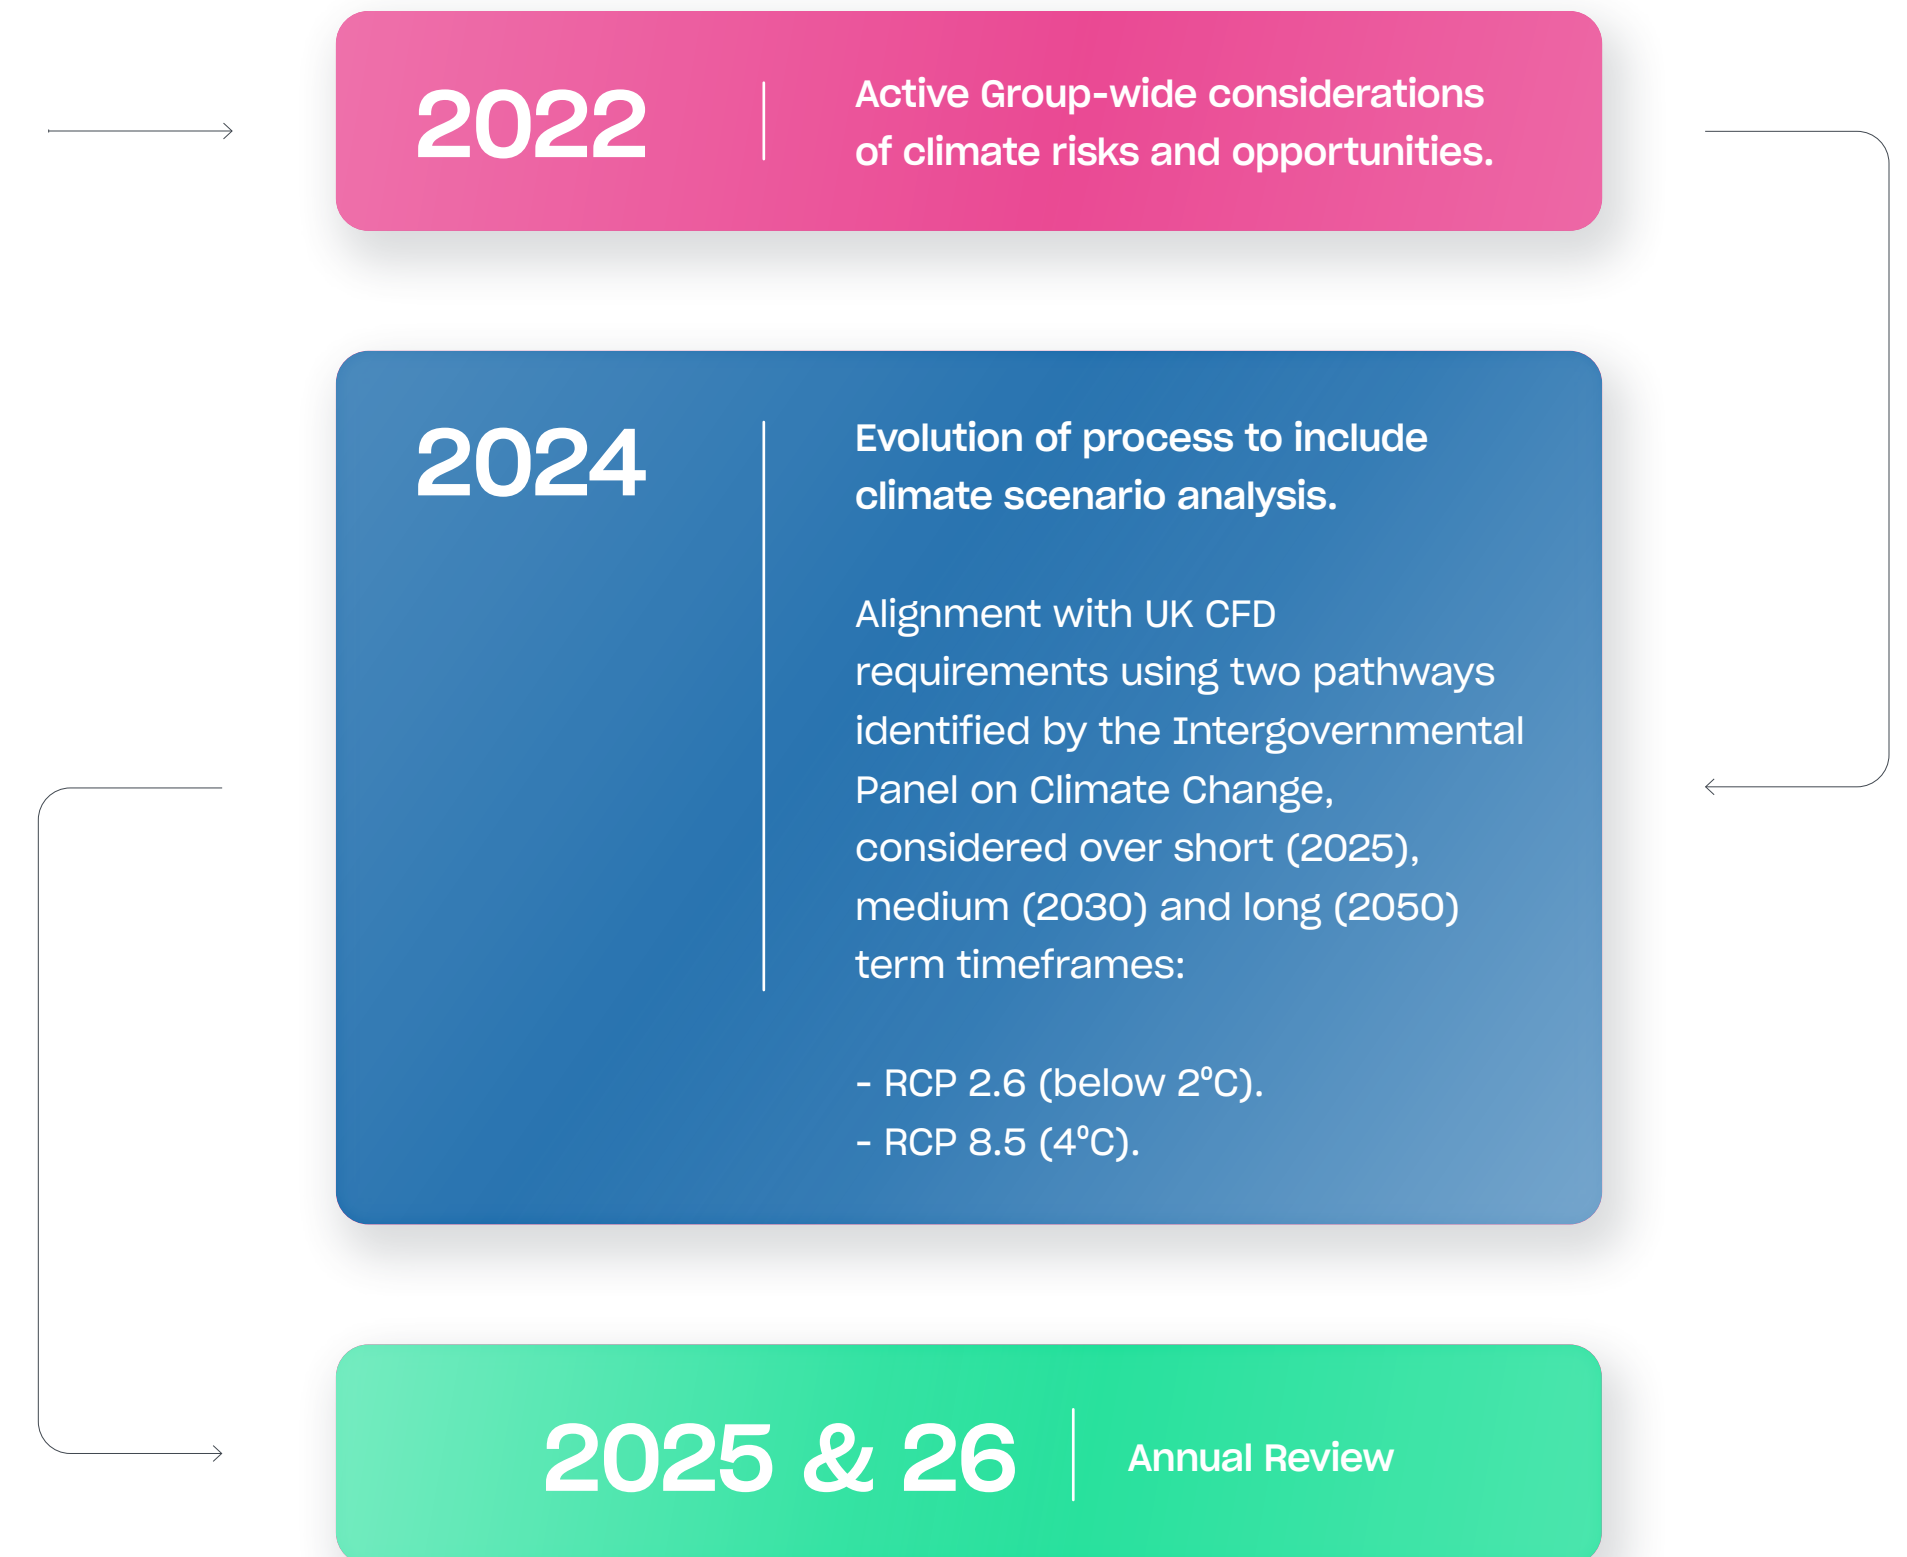 2022
Active Group-wide considerations
of climate risks and opportunities.
2024
Evolution of process to include
climate scenario analysis.
Alignment with UK CFD
requirements using two pathways
identified by the Intergovernmental
Panel on Climate Change,
considered over short (2025),
medium (2030) and long (2050)
term timeframes:
- RCP 2.6 (below 2⁰C).
- RCP 8.5 (4⁰C).
2025 & 26
Annual Review